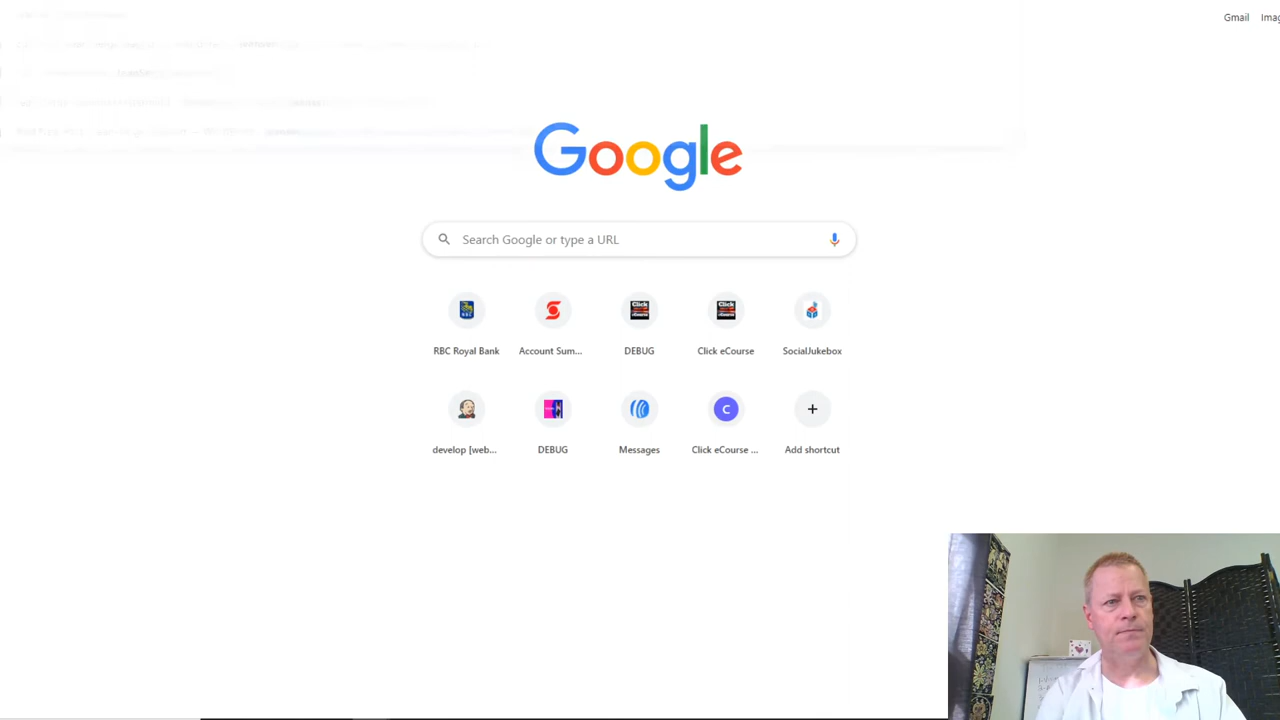 Gmail
Google
Search Google or type a URL
RBC Royal Bank
Account Sum...
DEBUG
Click eCourse
SocialJukebox
develop [web...
DEBUG
Messages
C
Click eCourse ...
Add shortcut